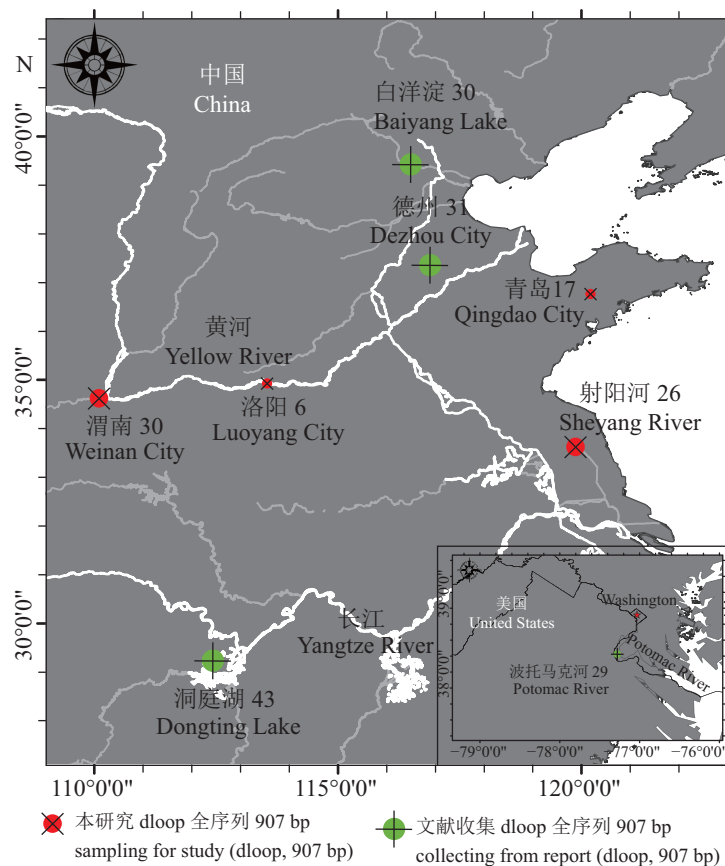 N
中国
China
白洋淀 30
Baiyang Lake
40°0'0"
德州 31
Dezhou City
青岛17
Qingdao City
黄河
Yellow River
35°0'0"
洛阳 6
Luoyang City
射阳河 26
Sheyang River
渭南 30
Weinan City
长江
Yangtze River
30°0'0"
洞庭湖 43
Dongting Lake
39°0'0"
美国
United States
Washington
Potomac River
波托马克河 29
Potomac River
38°0'0"
−79°0'0"
−78°0'0"
−77°0'0"
−76°0'0"
110°0'0"
115°0'0"
120°0'0"
本研究 dloop 全序列 907 bp
sampling for study (dloop, 907 bp)
文献收集 dloop 全序列 907 bp
collecting from report (dloop, 907 bp)